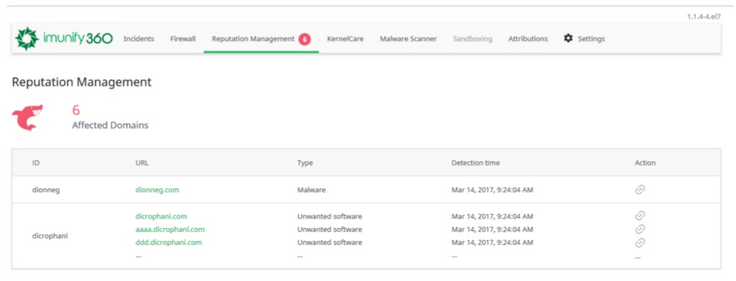 1.1.4-4.el7
imunify360 Incidents Firewall Reputation Management 6 KernelCare Malware Scanner Sandboxing Attributions Settings
Reputation Management
6
Affected Domains
ID URL Type Detection time Action
dionneg dionneg.com Malware Mar 14, 2017, 9:24:04 AM
dicrophani.com Unwanted software Mar 14, 2017, 9:24:04 AM
aaaa.dicrophani.com Unwanted software Mar 14, 2017, 9:24:04 AM
dicrophani
ddd.dicrophani.com Unwanted software Mar 14, 2017, 9:24:04 AM
... ... ... ...